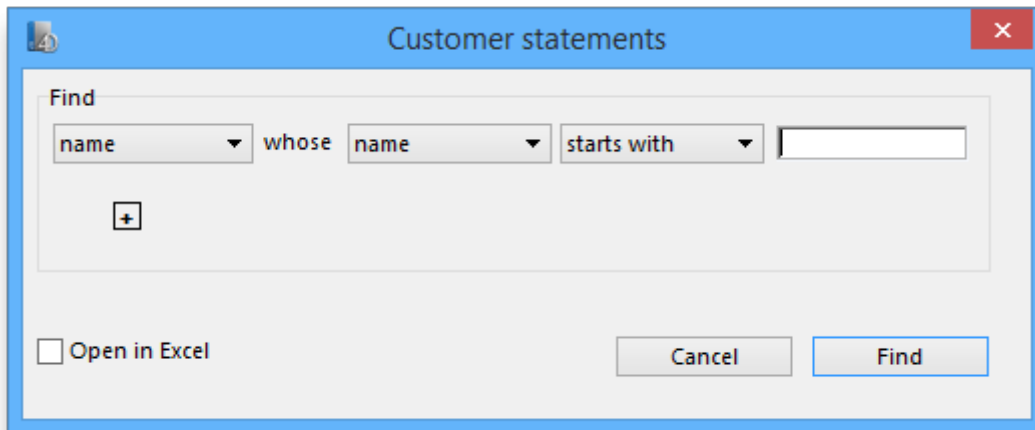 Customer statements
Find
name whose name starts with
+
Open in Excel
Cancel Find